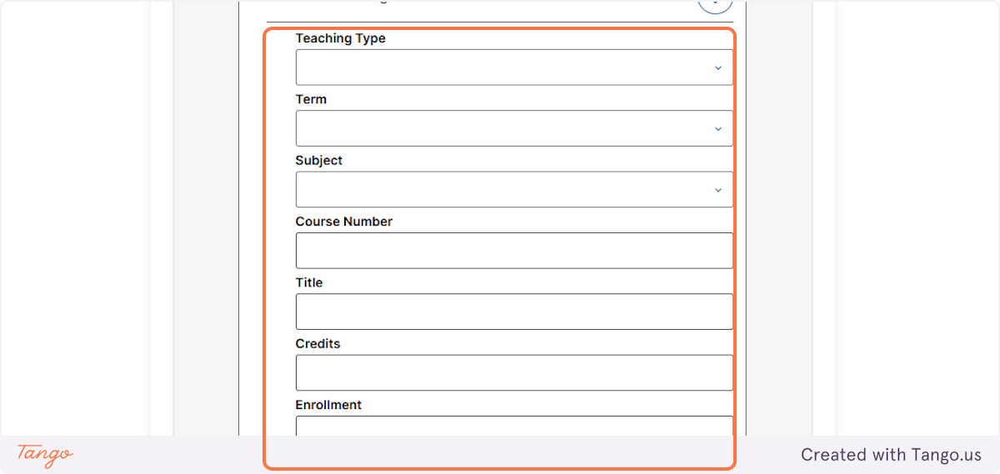 Teaching Type
Term
Subject
Course Number
Title
Credits
Enrollment
Tango
Created with Tango.us